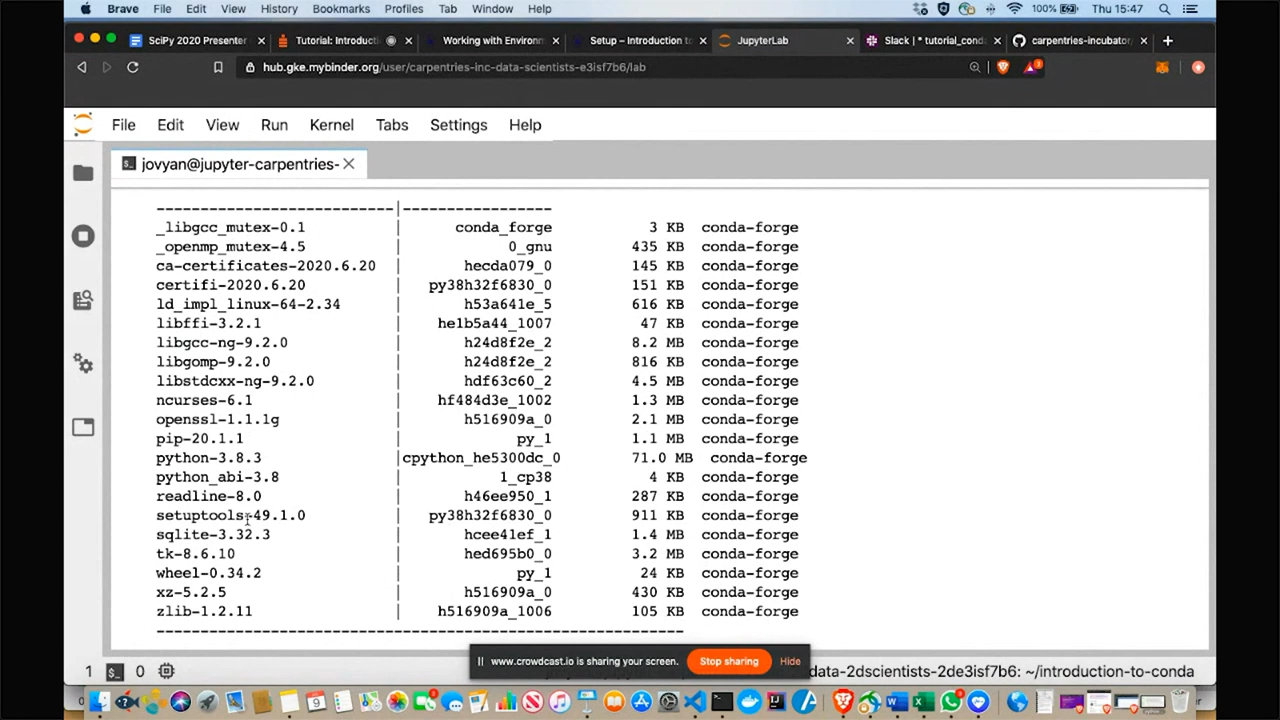 Brave File Edit View History Bookmarks Profiles Tab Window Help 100% Thu 15:47
SciPy 2020 Presenter Tutorial: Introducti Working with Environm Setup – Introduction to JupyterLab Slack | * tutorial_cond carpentries-incubator/
hub.gke.mybinder.org/user/carpentries-inc-data-scientists-e3isf7b6/lab
File Edit View Run Kernel Tabs Settings Help
jovyan@jupyter-carpentries-
---------------------------|-----------------
_libgcc_mutex-0.1 | conda_forge 3 KB conda-forge
_openmp_mutex-4.5 | 0_gnu 435 KB conda-forge
ca-certificates-2020.6.20 | hecda079_0 145 KB conda-forge
certifi-2020.6.20 | py38h32f6830_0 151 KB conda-forge
ld_impl_linux-64-2.34 | h53a641e_5 616 KB conda-forge
libffi-3.2.1 | he1b5a44_1007 47 KB conda-forge
libgcc-ng-9.2.0 | h24d8f2e_2 8.2 MB conda-forge
libgomp-9.2.0 | h24d8f2e_2 816 KB conda-forge
libstdcxx-ng-9.2.0 | hdf63c60_2 4.5 MB conda-forge
ncurses-6.1 | hf484d3e_1002 1.3 MB conda-forge
openssl-1.1.1g | h516909a_0 2.1 MB conda-forge
pip-20.1.1 | py_1 1.1 MB conda-forge
python-3.8.3 |cpython_he5300dc_0 71.0 MB conda-forge
python_abi-3.8 | 1_cp38 4 KB conda-forge
readline-8.0 | h46ee950_1 287 KB conda-forge
setuptools-49.1.0 | py38h32f6830_0 911 KB conda-forge
sqlite-3.32.3 | hcee41ef_1 1.4 MB conda-forge
tk-8.6.10 | hed695b0_0 3.2 MB conda-forge
wheel-0.34.2 | py_1 24 KB conda-forge
xz-5.2.5 | h516909a_0 430 KB conda-forge
zlib-1.2.11 | h516909a_1006 105 KB conda-forge
------------------------------------------------------------
www.crowdcast.io is sharing your screen. Stop sharing Hide
1 0 data-2dscientists-2de3isf7b6: ~/introduction-to-conda